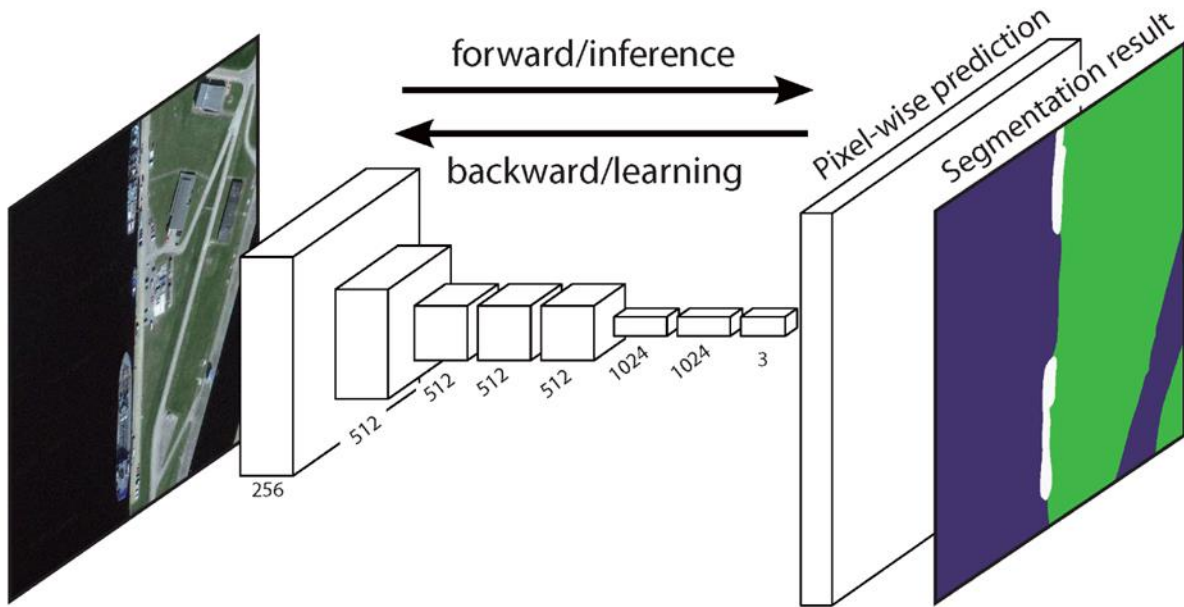 forward/inference
backward/learning
Pixel-wise prediction
Segmentation result
256
512
512
512
512
1024
1024
3